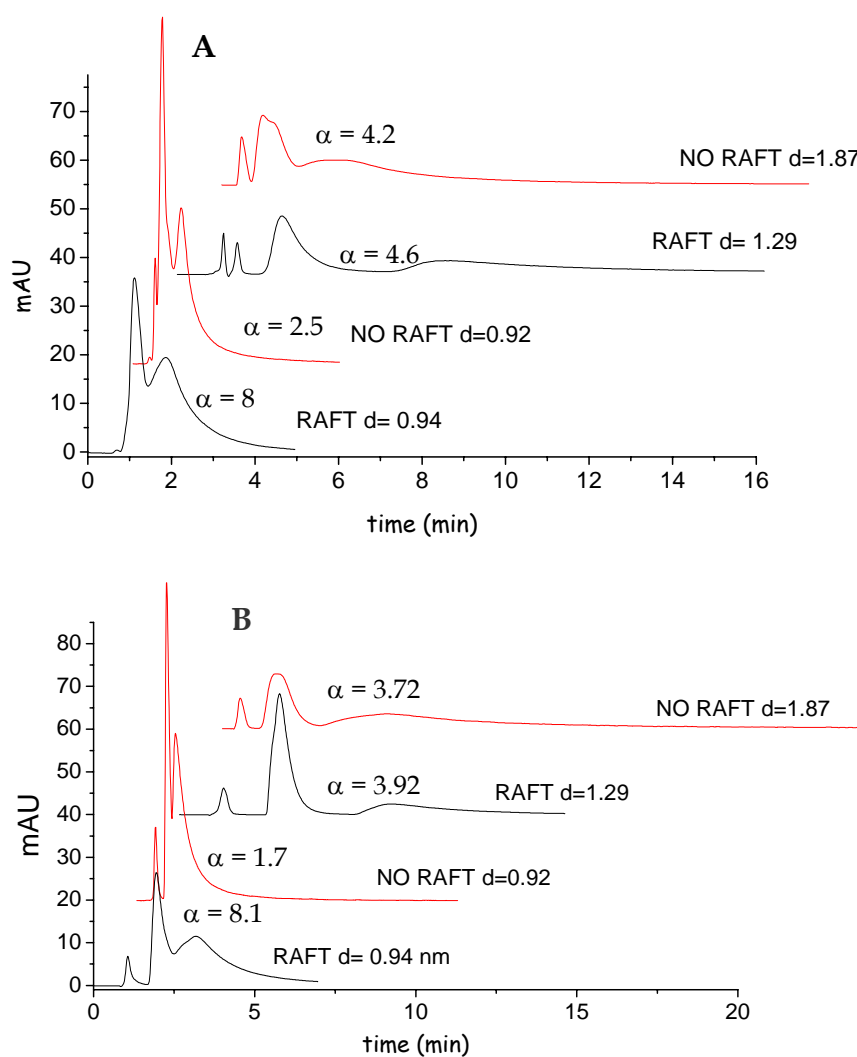 A
70
60
50
40
30
20
10
0
mAU
α = 4.2
NO RAFT d=1.87
RAFT d= 1.29
α = 4.6
α = 2.5
NO RAFT d=0.92
α = 8
RAFT d= 0.94
0 2 4 6 8 10 12 14 16
time (min)
B
80
70
60
50
40
30
20
10
0
mAU
α = 3.72
NO RAFT d=1.87
α = 3.92
RAFT d=1.29
α = 1.7
NO RAFT d=0.92
α = 8.1
RAFT d= 0.94 nm
0 5 10 15 20
time (min)